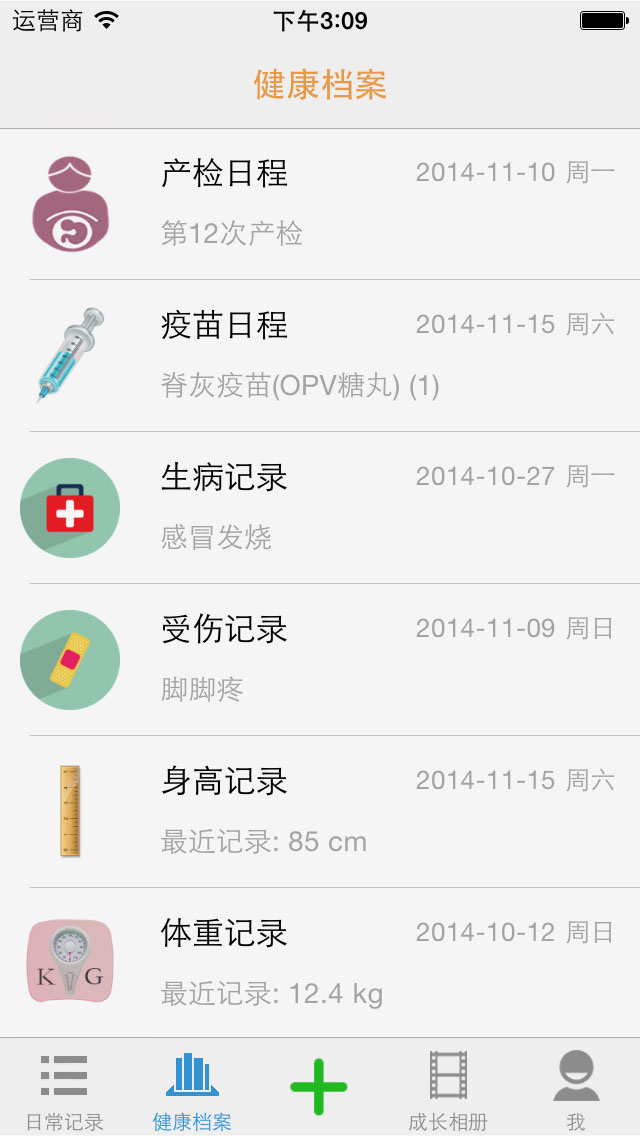 运营商 下午3:09
健康档案
产检日程 2014-11-10 周一
第12次产检
疫苗日程 2014-11-15 周六
脊灰疫苗(OPV糖丸) (1)
生病记录 2014-10-27 周一
感冒发烧
受伤记录 2014-11-09 周日
脚脚疼
身高记录 2014-11-15 周六
最近记录: 85 cm
体重记录 2014-10-12 周日
K G
最近记录: 12.4 kg
日常记录 健康档案 成长相册 我